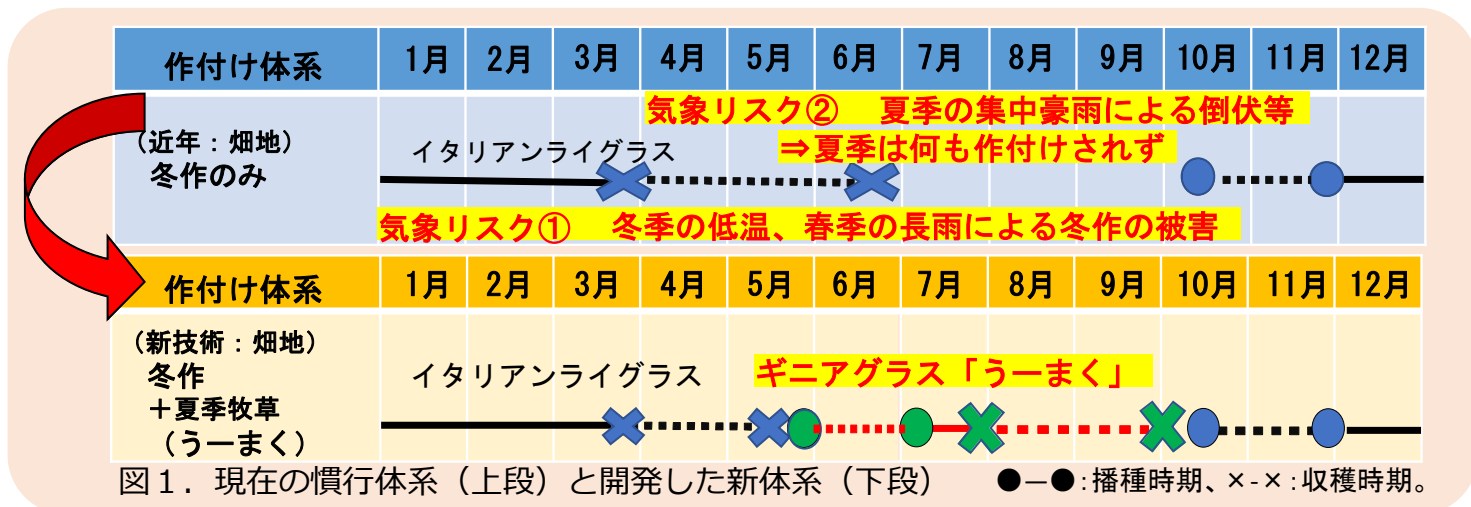 作付け体系 1月 2月 3月 4月 5月 6月 7月 8月 9月 10月 11月 12月
気象リスク② 夏季の集中豪雨による倒伏等
⇒夏季は何も作付けされず
（近年：畑地）
冬作のみ
イタリアンライグラス
気象リスク① 冬季の低温、春季の長雨による冬作の被害
作付け体系 1月 2月 3月 4月 5月 6月 7月 8月 9月 10月 11月 12月
（新技術：畑地）
冬作
＋夏季牧草
（うーまく）
イタリアンライグラス
ギニアグラス「うーまく」
図１．現在の慣行体系（上段）と開発した新体系（下段） ●―●：播種時期、×-×：収穫時期。